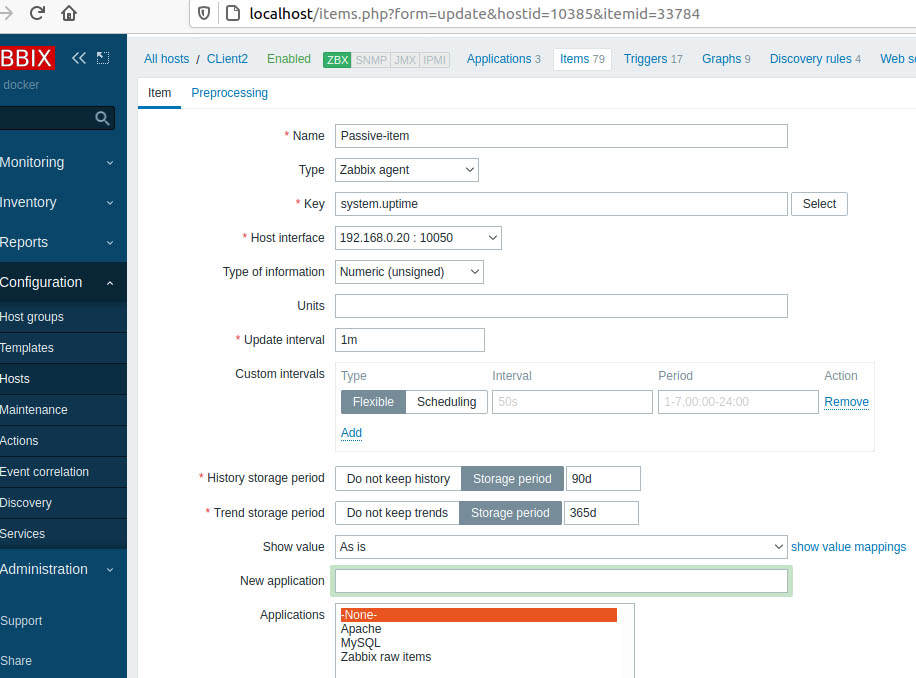 localhost/items.php?form=update&hostid=10385&itemid=33784
BBIX
docker
All hosts / CLient2 Enabled ZBX SNMP JMX IPMI Applications 3 Items 79 Triggers 17 Graphs 9 Discovery rules 4 Web sc
Item Preprocessing
Monitoring
Inventory
Reports
Configuration
Host groups
Templates
Hosts
Maintenance
Actions
Event correlation
Discovery
Services
Administration
Support
Share
* Name Passive-item
Type Zabbix agent
* Key system.uptime Select
* Host interface 192.168.0.20 : 10050
Type of information Numeric (unsigned)
Units
* Update interval 1m
Custom intervals Type Interval Period Action
Flexible Scheduling 50s 1-7,00:00-24:00 Remove
Add
* History storage period Do not keep history Storage period 90d
* Trend storage period Do not keep trends Storage period 365d
Show value As is show value mappings
New application
Applications -None-
Apache
MySQL
Zabbix raw items